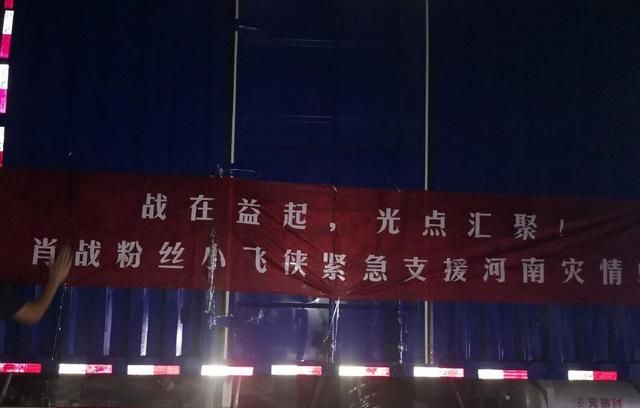 战在益起，光点汇聚！
肖战粉丝小飞侠紧急支援河南灾情